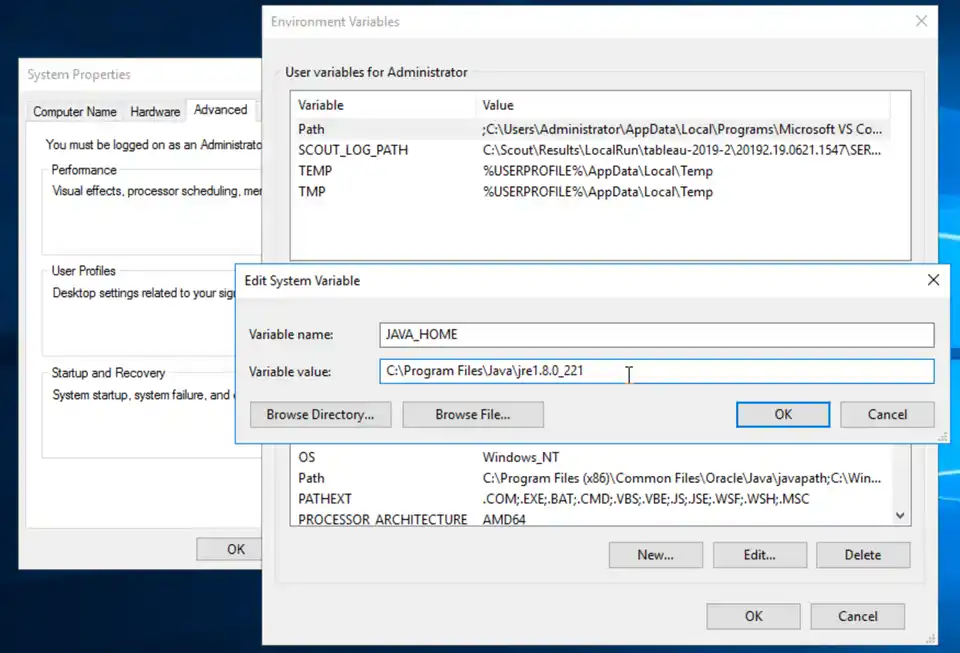 Environment Variables
System Properties
Computer Name Hardware Advanced
You must be logged on as an Administrato
Performance
Visual effects, processor scheduling, mer
User Profiles
Desktop settings related to your sig
Startup and Recovery
System startup, system failure, and
OK
User variables for Administrator
Variable Value
Path ;C:\Users\Administrator\AppData\Local\Programs\Microsoft VS Co...
SCOUT_LOG_PATH C:\Scout\Results\LocalRun\tableau-2019-2\20192.19.0621.1547\SER...
TEMP %USERPROFILE%\AppData\Local\Temp
TMP %USERPROFILE%\AppData\Local\Temp
Edit System Variable
Variable name: JAVA_HOME
Variable value: C:\Program Files\Java\jre1.8.0_221
Browse Directory... Browse File... OK Cancel
OS Windows_NT
Path C:\Program Files (x86)\Common Files\Oracle\Java\javapath;C:\Win...
PATHEXT .COM;.EXE;.BAT;.CMD;.VBS;.VBE;.JS;.JSE;.WSF;.WSH;.MSC
PROCESSOR_ARCHITECTURE AMD64
New... Edit... Delete
OK Cancel